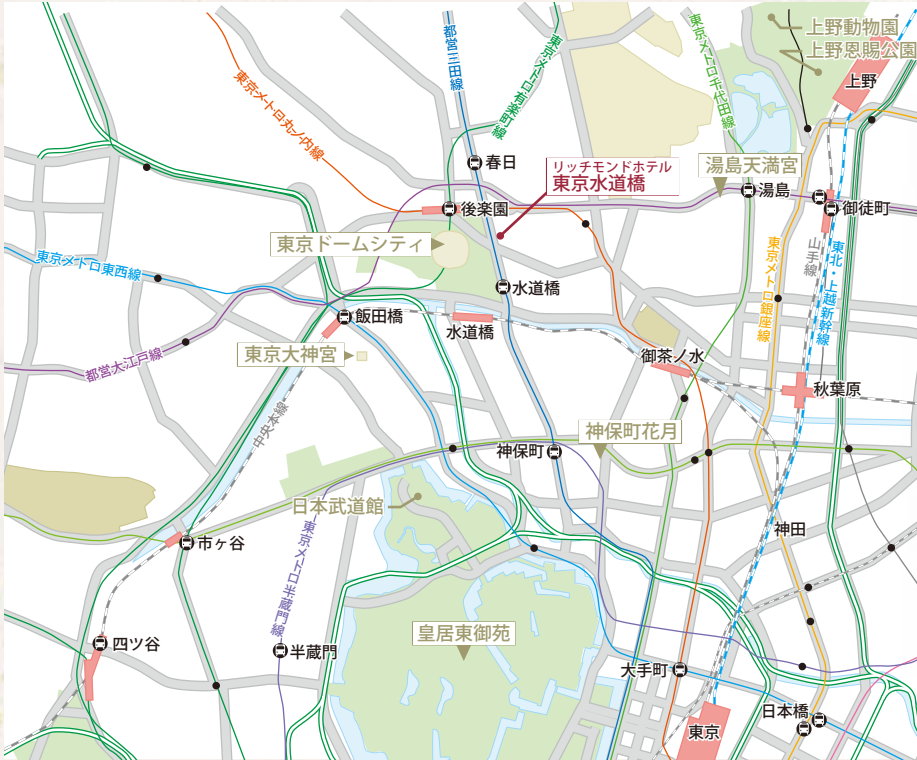 上野動物園
上野恩賜公園
上野
都営三田線
東京メトロ有楽町線
東京メトロ千代田線
東京メトロ丸ノ内線
春日
リッチモンドホテル
東京水道橋
湯島天満宮
湯島
後楽園
御徒町
東京ドームシティ
山手線
東北・上越新幹線
東京メトロ銀座線
東京メトロ東西線
水道橋
飯田橋
水道橋
東京大神宮
御茶ノ水
都営大江戸線
秋葉原
中央本線
神保町花月
神保町
日本武道館
東京メトロ半蔵門線
神田
市ヶ谷
皇居東御苑
四ツ谷
半蔵門
大手町
日本橋
東京